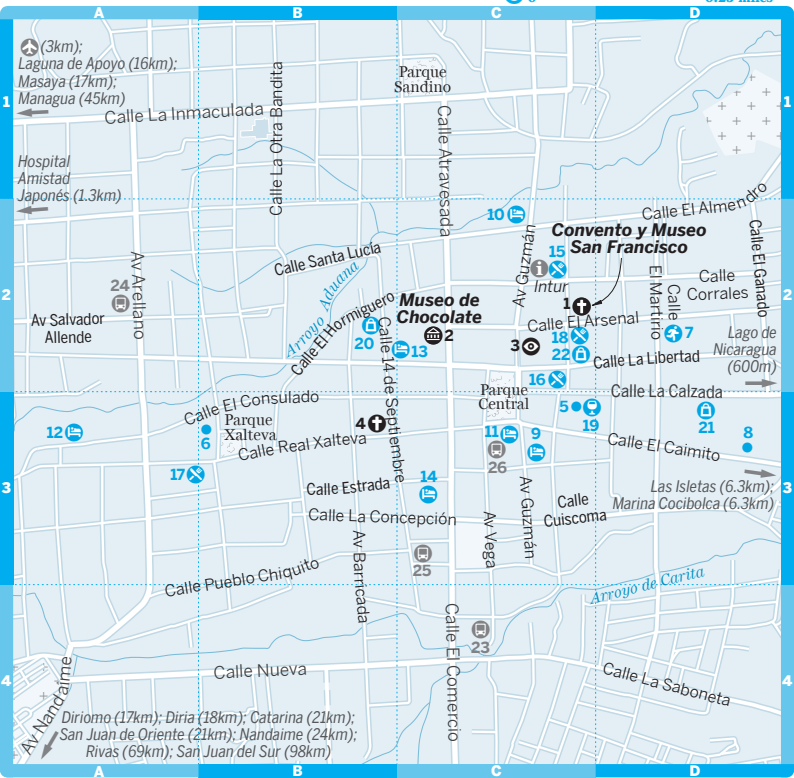 0.25 miles
A
B
C
D
(3km);
Laguna de Apoyo (16km);
Masaya (17km);
Managua (45km)
Parque
Sandino
1
1
Calle La Inmaculada
Calle La Otra Bandita
Calle Atravesada
Hospital
Amistad
Japonés (1.3km)
10
Calle El Almendro
Convento y Museo
San Francisco
Calle Santa Lucía
Av Guzmán
15
Intur
Calle El Ganado
Av Arellano
24
2
2
Arroyo Aduana
Calle El Hormiguero
Museo de
Chocolate
1
Calle
El Martirio
Calle
Corrales
Av Salvador
Allende
20
2
13
3
Calle El Arsenal
18
22
7
Calle La Libertad
Lago de
Nicaragua
(600m)
Calle 14 de Septiembre
16
Calle El Consulado
Parque
Central
Calle La Calzada
5
19
21
12
6
Parque
Xalteva
4
Calle Real Xalteva
11
9
26
Calle El Caimito
8
17
3
3
14
Calle Estrada
Calle
Cuiscoma
Las Isletas (6.3km);
Marina Cocibolca (6.3km)
Calle La Concepción
Av Vega
Av Guzmán
Av Barricada
25
Calle Pueblo Chiquito
Arroyo de Carita
23
Calle El Comercio
Calle Nueva
Calle La Saboneta
4
4
Av Nandaime
Diriomo (17km); Diria (18km); Catarina (21km);
San Juan de Oriente (21km); Nandaime (24km);
Rivas (69km); San Juan del Sur (98km)
A
B
C
D